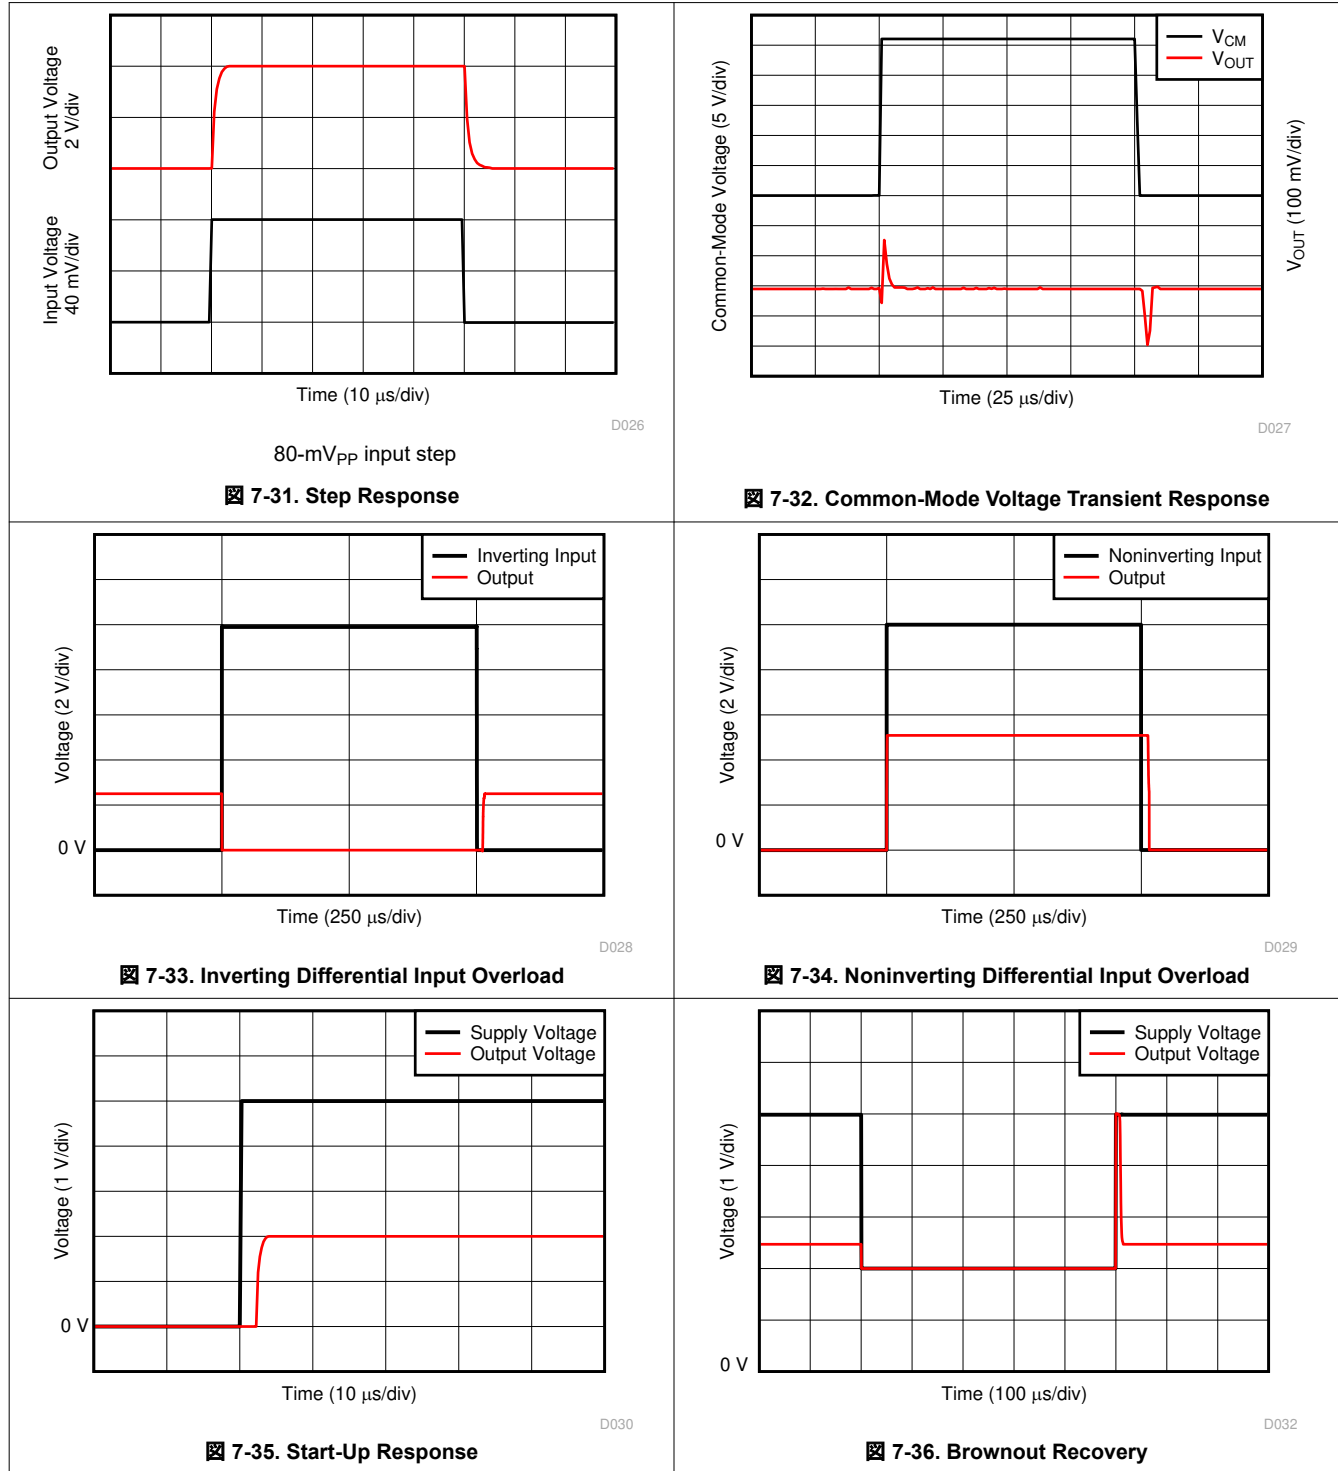 Output Voltage
2 V/div
Input Voltage
40 mV/div
Time (10 μs/div)
D026
80-mVPP input step
図 7-31. Step Response
VCM
VOUT
Common-Mode Voltage (5 V/div)
VOUT (100 mV/div)
Time (25 μs/div)
D027
図 7-32. Common-Mode Voltage Transient Response
Inverting Input
Output
Voltage (2 V/div)
0 V
Time (250 μs/div)
D028
図 7-33. Inverting Differential Input Overload
Noninverting Input
Output
Voltage (2 V/div)
0 V
Time (250 μs/div)
D029
図 7-34. Noninverting Differential Input Overload
Supply Voltage
Output Voltage
Voltage (1 V/div)
0 V
Time (10 μs/div)
D030
図 7-35. Start-Up Response
Supply Voltage
Output Voltage
Voltage (1 V/div)
0 V
Time (100 μs/div)
D032
図 7-36. Brownout Recovery